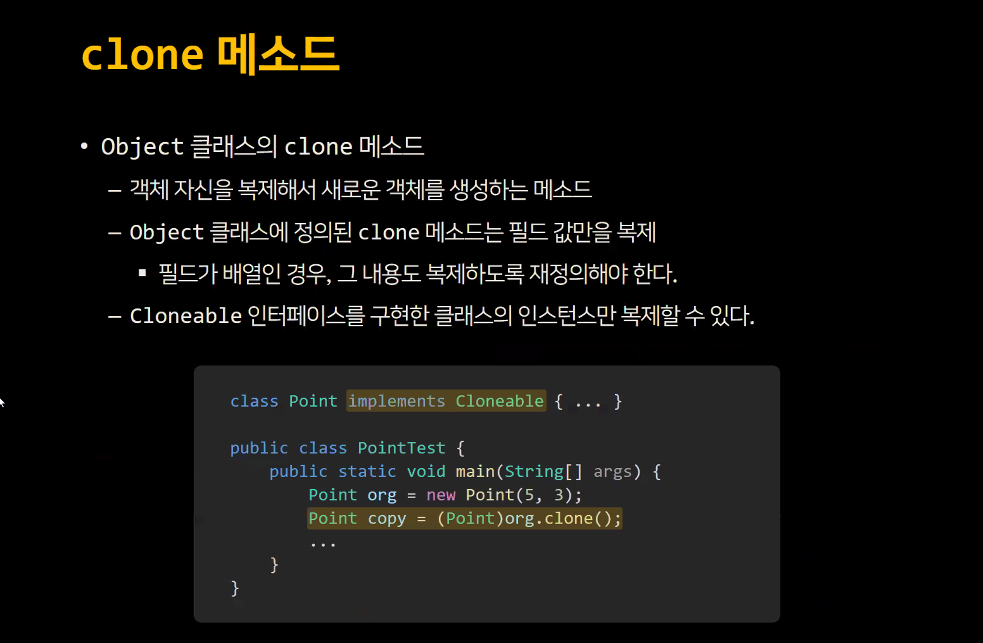 clone 메소드
• Object 클래스의 clone 메소드
– 객체 자신을 복제해서 새로운 객체를 생성하는 메소드
– Object 클래스에 정의된 clone 메소드는 필드 값만을 복제
▪ 필드가 배열인 경우, 그 내용도 복제하도록 재정의해야 한다.
– Cloneable 인터페이스를 구현한 클래스의 인스턴스만 복제할 수 있다.
class Point implements Cloneable { ... }
public class PointTest {
    public static void main(String[] args) {
        Point org = new Point(5, 3);
        Point copy = (Point)org.clone();
        ...
    }
}